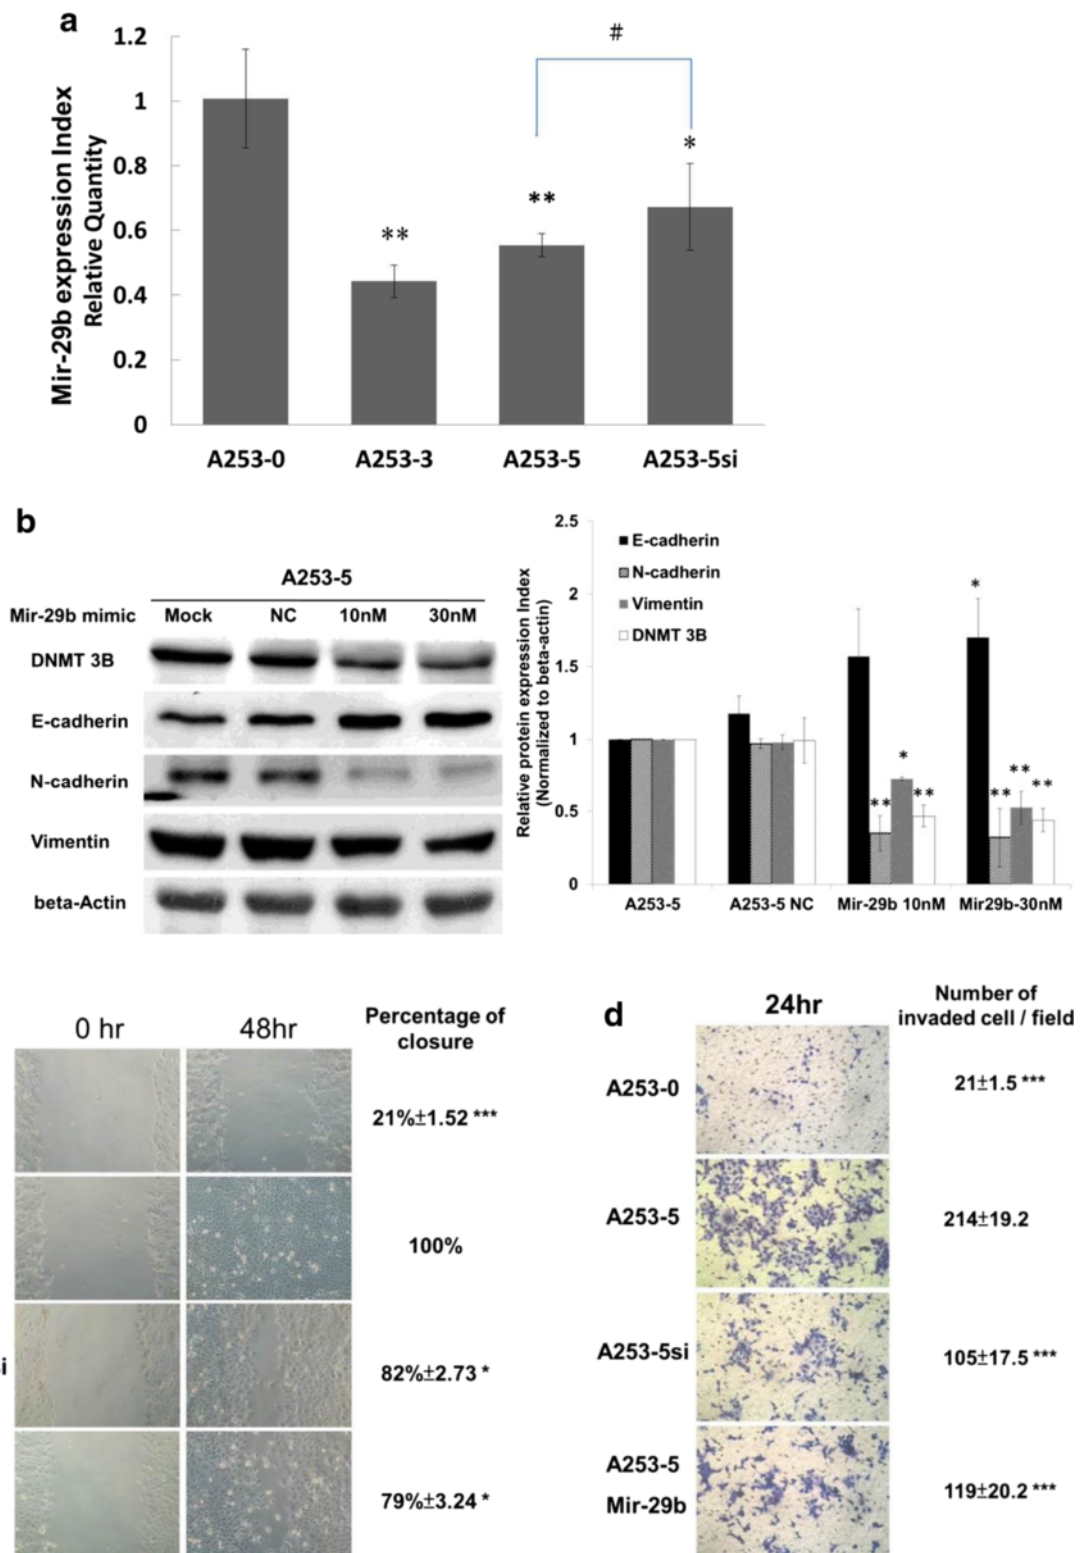 a
1.2
1
0.8
0.6
0.4
0.2
0
Mir-29b expression Index
Relative Quantity
#
**
**
*
A253-0 A253-3 A253-5 A253-5si
b
A253-5
Mir-29b mimic Mock NC 10nM 30nM
DNMT 3B
E-cadherin
N-cadherin
Vimentin
beta-Actin
Relative protein expression Index
(Normalized to beta-actin)
2.5
2
1.5
1
0.5
0
E-cadherin
N-cadherin
Vimentin
DNMT 3B
** * **
* ** ** **
A253-5 A253-5 NC Mir-29b 10nM Mir29b-30nM
0 hr 48hr Percentage of
closure
21%±1.52 ***
100%
si 82%±2.73 *
79%±3.24 *
d
24hr Number of
invaded cell / field
A253-0 21±1.5 ***
A253-5 214±19.2
A253-5si 105±17.5 ***
A253-5
Mir-29b 119±20.2 ***